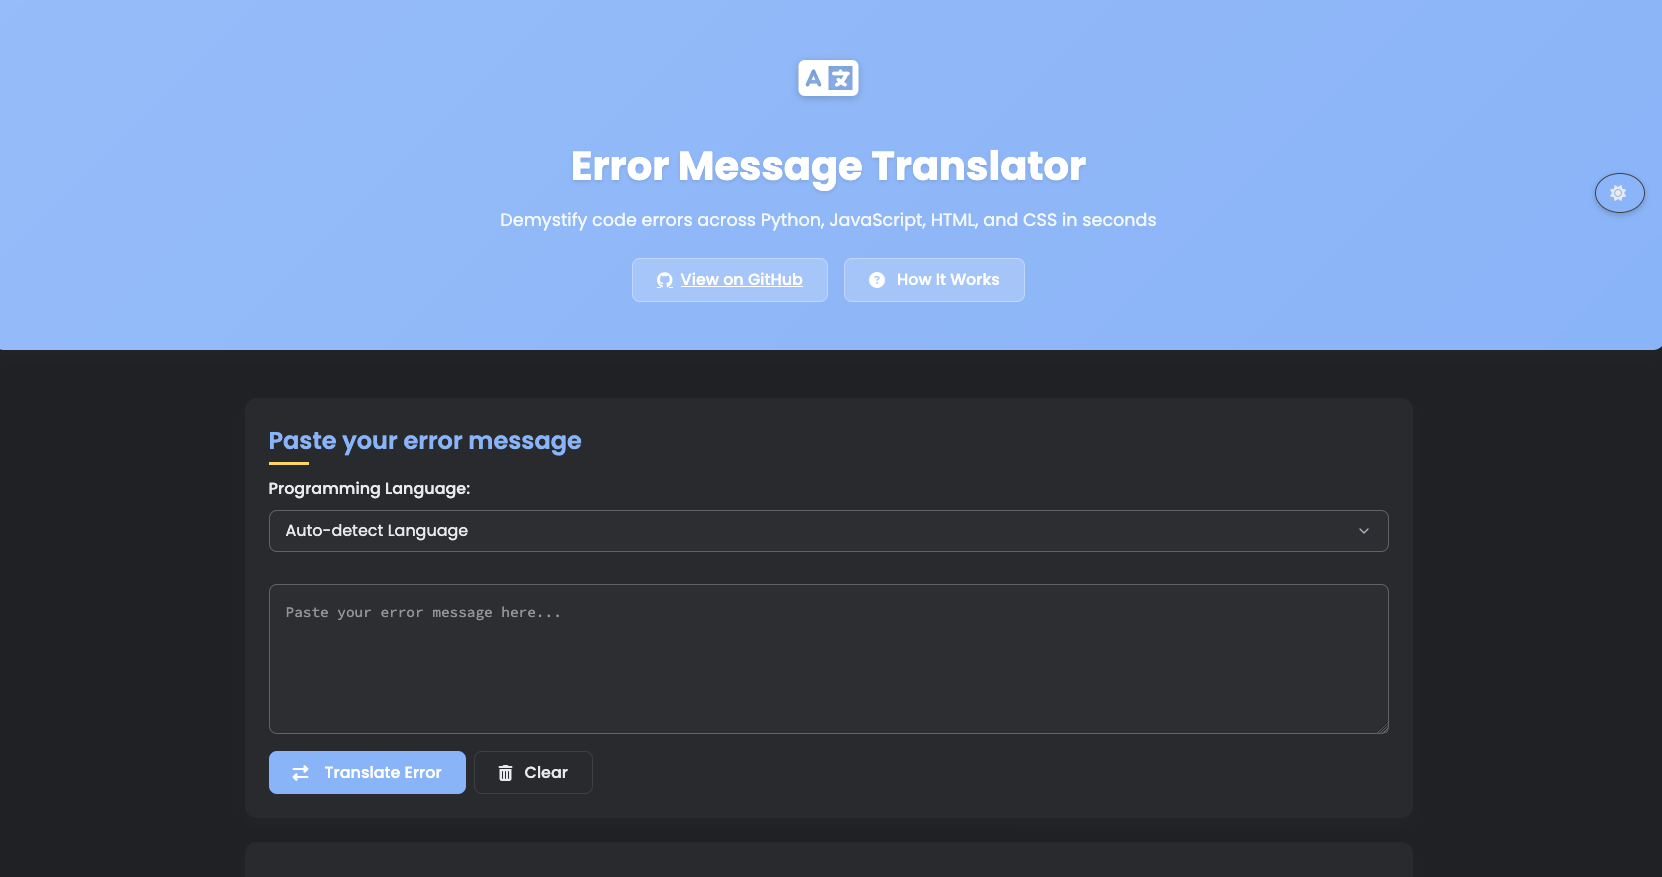 A 文
Error Message Translator
Demystify code errors across Python, JavaScript, HTML, and CSS in seconds
View on GitHub
? How It Works
Paste your error message
Programming Language:
Auto-detect Language
Paste your error message here...
Translate Error
Clear